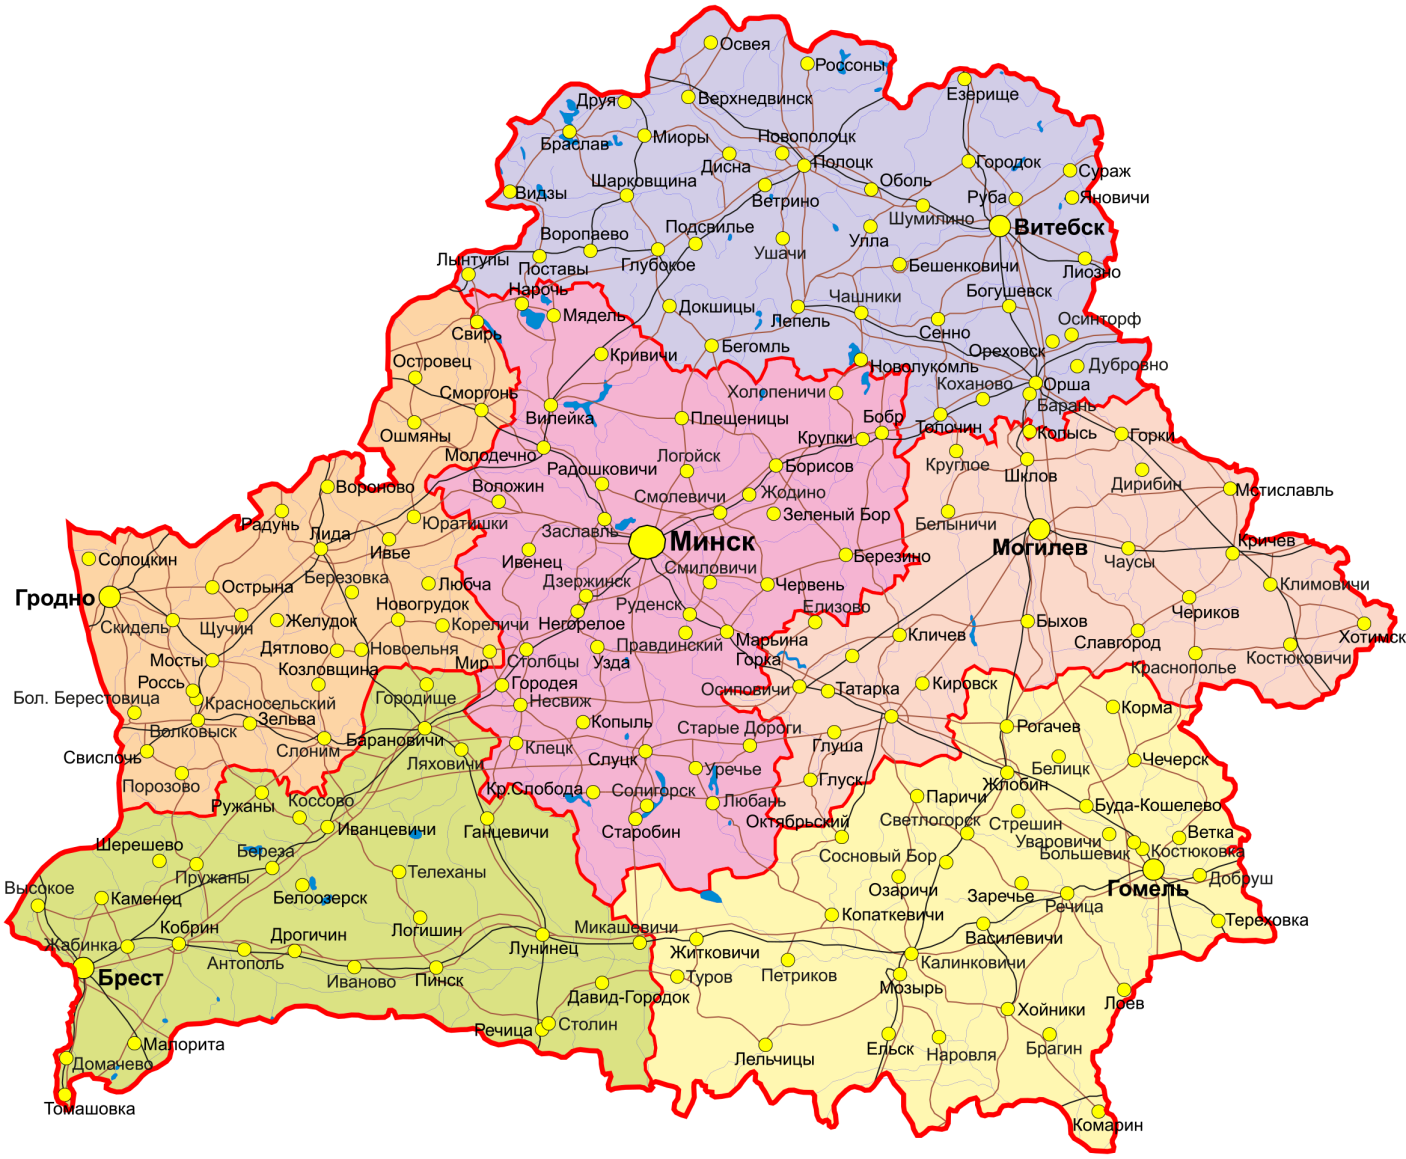 Освея
Россоны
Езерище
Друя
Верхнедвинск
Браслав
Миоры
Новополоцк
Дисна
Полоцк
Городок
Сураж
Видзы
Шарковщина
Ветрино
Оболь
Руба
Яновичи
Шумилино
Витебск
Подсвилье
Воропаево
Улла
Ушачи
Лынтупы
Поставы
Глубокое
Бешенковичи
Лиозно
Нарочь
Мядель
Докшицы
Чашники
Богушевск
Лепель
Осинторф
Свирь
Сенно
Бегомль
Ореховск
Островец
Кривичи
Новолукомль
Дубровно
Коханово
Орша
Сморгонь
Холопеничи
Барань
Вилейка
Плещеницы
Бобр
Толочин
Ошмяны
Крупки
Копысь
Горки
Молодечно
Радошковичи
Логойск
Борисов
Круглое
Шклов
Дирибин
Вороново
Воложин
Смолевичи
Жодино
Мстиславль
Радунь
Юратишки
Зеленый Бор
Белыничи
Лида
Заславль
Минск
Могилев
Кричев
Солоцкин
Ивье
Ивенец
Березино
Чаусы
Смиловичи
Березовка
Любча
Дзержинск
Червень
Климовичи
Острына
Гродно
Новогрудок
Руденск
Елизово
Чериков
Скидель
Щучин
Желудок
Кореличи
Негорелое
Быхов
Правдинский
Марьина
Горка
Кличев
Славгород
Хотимск
Дятлово
Новоельня
Мосты
Козловщина
Мир
Столбцы
Узда
Костюковичи
Краснополье
Россь
Городея
Осиповичи
Татарка
Кировск
Бол. Берестовица
Красносельский
Городище
Несвиж
Корма
Зельва
Копыль
Старые Дороги
Рогачев
Волковыск
Барановичи
Глуша
Слоним
Клецк
Свислочь
Ляховичи
Слуцк
Чечерск
Белицк
Уречье
Порозово
Глуск
Жлобин
Кр.Слобода
Солигорск
Ружаны
Коссово
Любань
Паричи
Буда-Кошелево
Октябрьский
Светлогорск
Стрешин
Иванцевичи
Ганцевичи
Старобин
Ветка
Шерешево
Уваровичи
Береза
Сосновый Бор
Большевик
Костюковка
Пружаны
Телеханы
Добруш
Высокое
Озаричи
Гомель
Каменец
Белоозерск
Заречье
Речица
Копаткевичи
Тереховка
Кобрин
Логишин
Микашевичи
Дрогичин
Василевичи
Жабинка
Лунинец
Житковичи
Антополь
Калинковичи
Брест
Иваново
Пинск
Туров
Петриков
Мозырь
Давид-Городок
Лоев
Хойники
Речица
Столин
Малорита
Ельск
Брагин
Лельчицы
Наровля
Доманево
Томашовка
Комарин